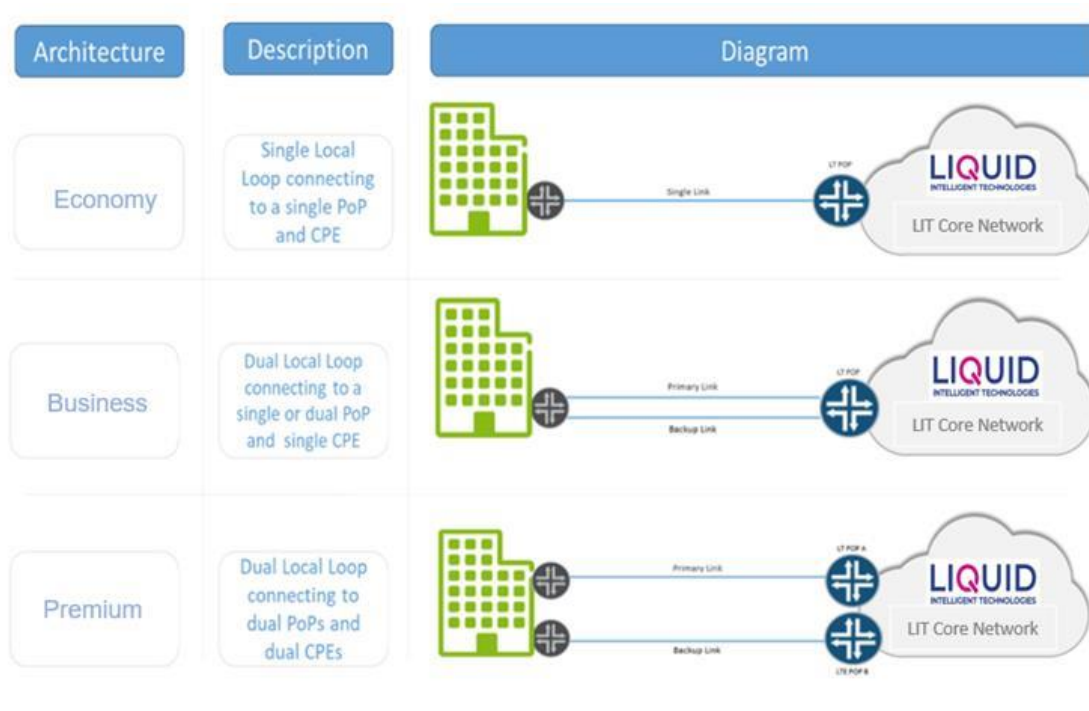 Architecture
Description
Diagram
Economy
Single Local
Loop connecting
to a single PoP
and CPE
Single Link
LT POP
LIQUID
INTELLIGENT TECHNOLOGIES
LIT Core Network
Business
Dual Local Loop
connecting to a
single or dual PoP
and single CPE
Primary Link
Backup Link
LT POP
LIQUID
INTELLIGENT TECHNOLOGIES
LIT Core Network
Premium
Dual Local Loop
connecting to
dual PoPs and
dual CPEs
Primary Link
Backup Link
LT POP A
LTE POP B
LIQUID
INTELLIGENT TECHNOLOGIES
LIT Core Network